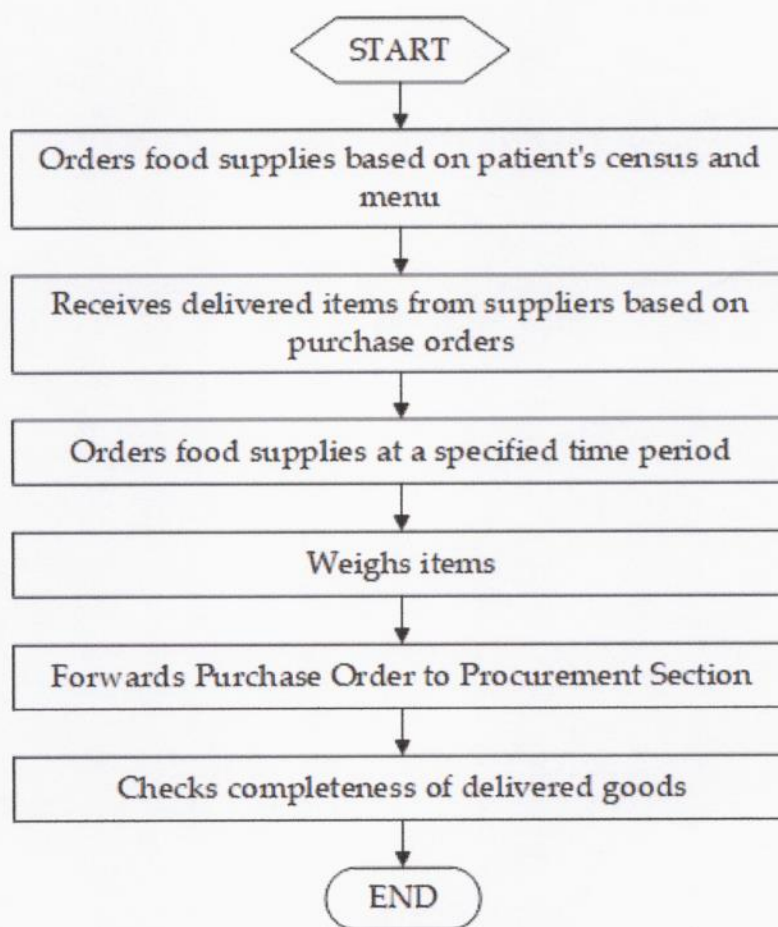 START
Orders food supplies based on patient's census and
menu
Receives delivered items from suppliers based on
purchase orders
Orders food supplies at a specified time period
Weighs items
Forwards Purchase Order to Procurement Section
Checks completeness of delivered goods
END